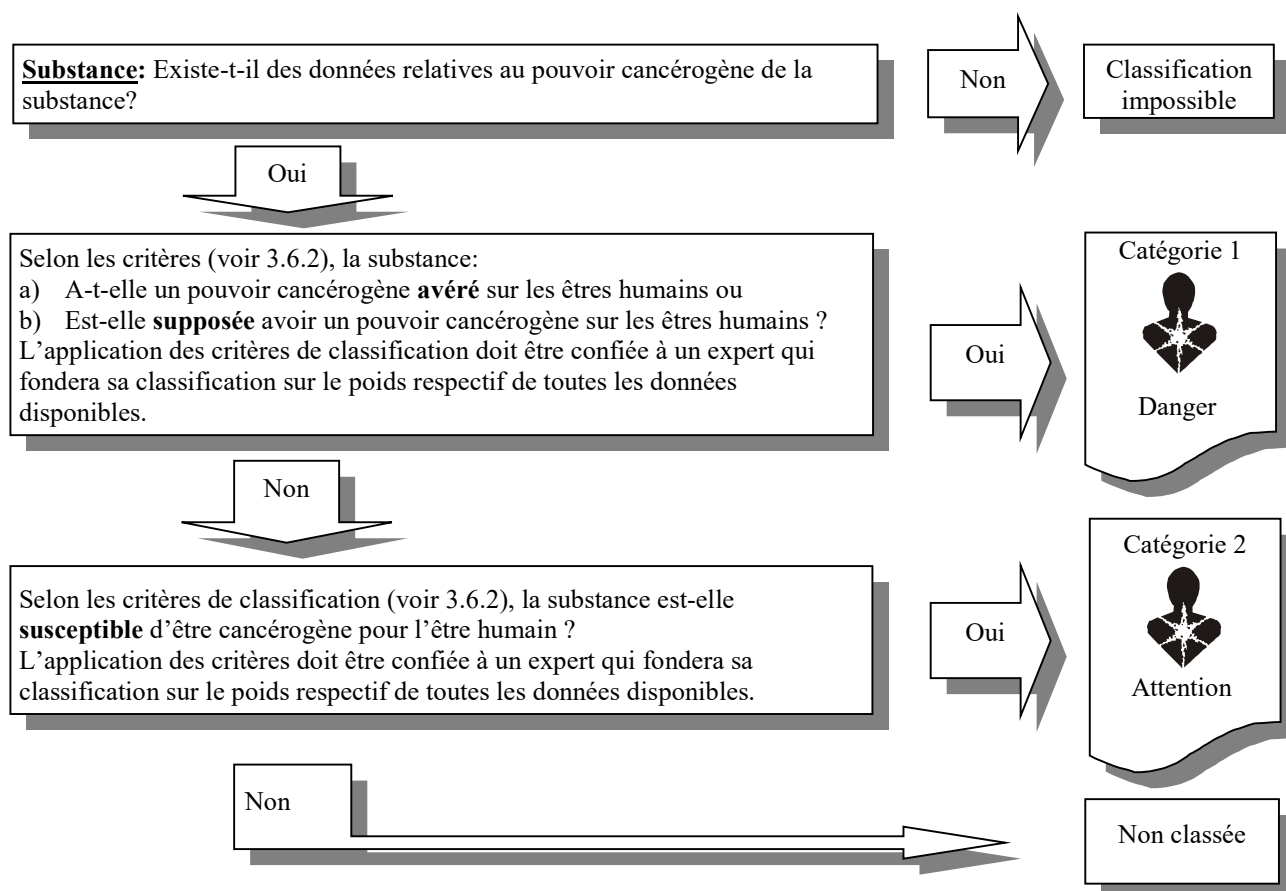 Substance: Existe-t-il des données relatives au pouvoir cancérogène de la
substance?
Non
Classification
impossible
Oui
Selon les critères (voir 3.6.2), la substance:
a) A-t-elle un pouvoir cancérogène avéré sur les êtres humains ou
b) Est-elle supposée avoir un pouvoir cancérogène sur les êtres humains ?
L’application des critères de classification doit être confiée à un expert qui
fondera sa classification sur le poids respectif de toutes les données
disponibles.
Oui
Catégorie 1
Danger
Non
Selon les critères de classification (voir 3.6.2), la substance est-elle
susceptible d’être cancérogène pour l’être humain ?
L’application des critères doit être confiée à un expert qui fondera sa
classification sur le poids respectif de toutes les données disponibles.
Oui
Catégorie 2
Attention
Non
Non classée